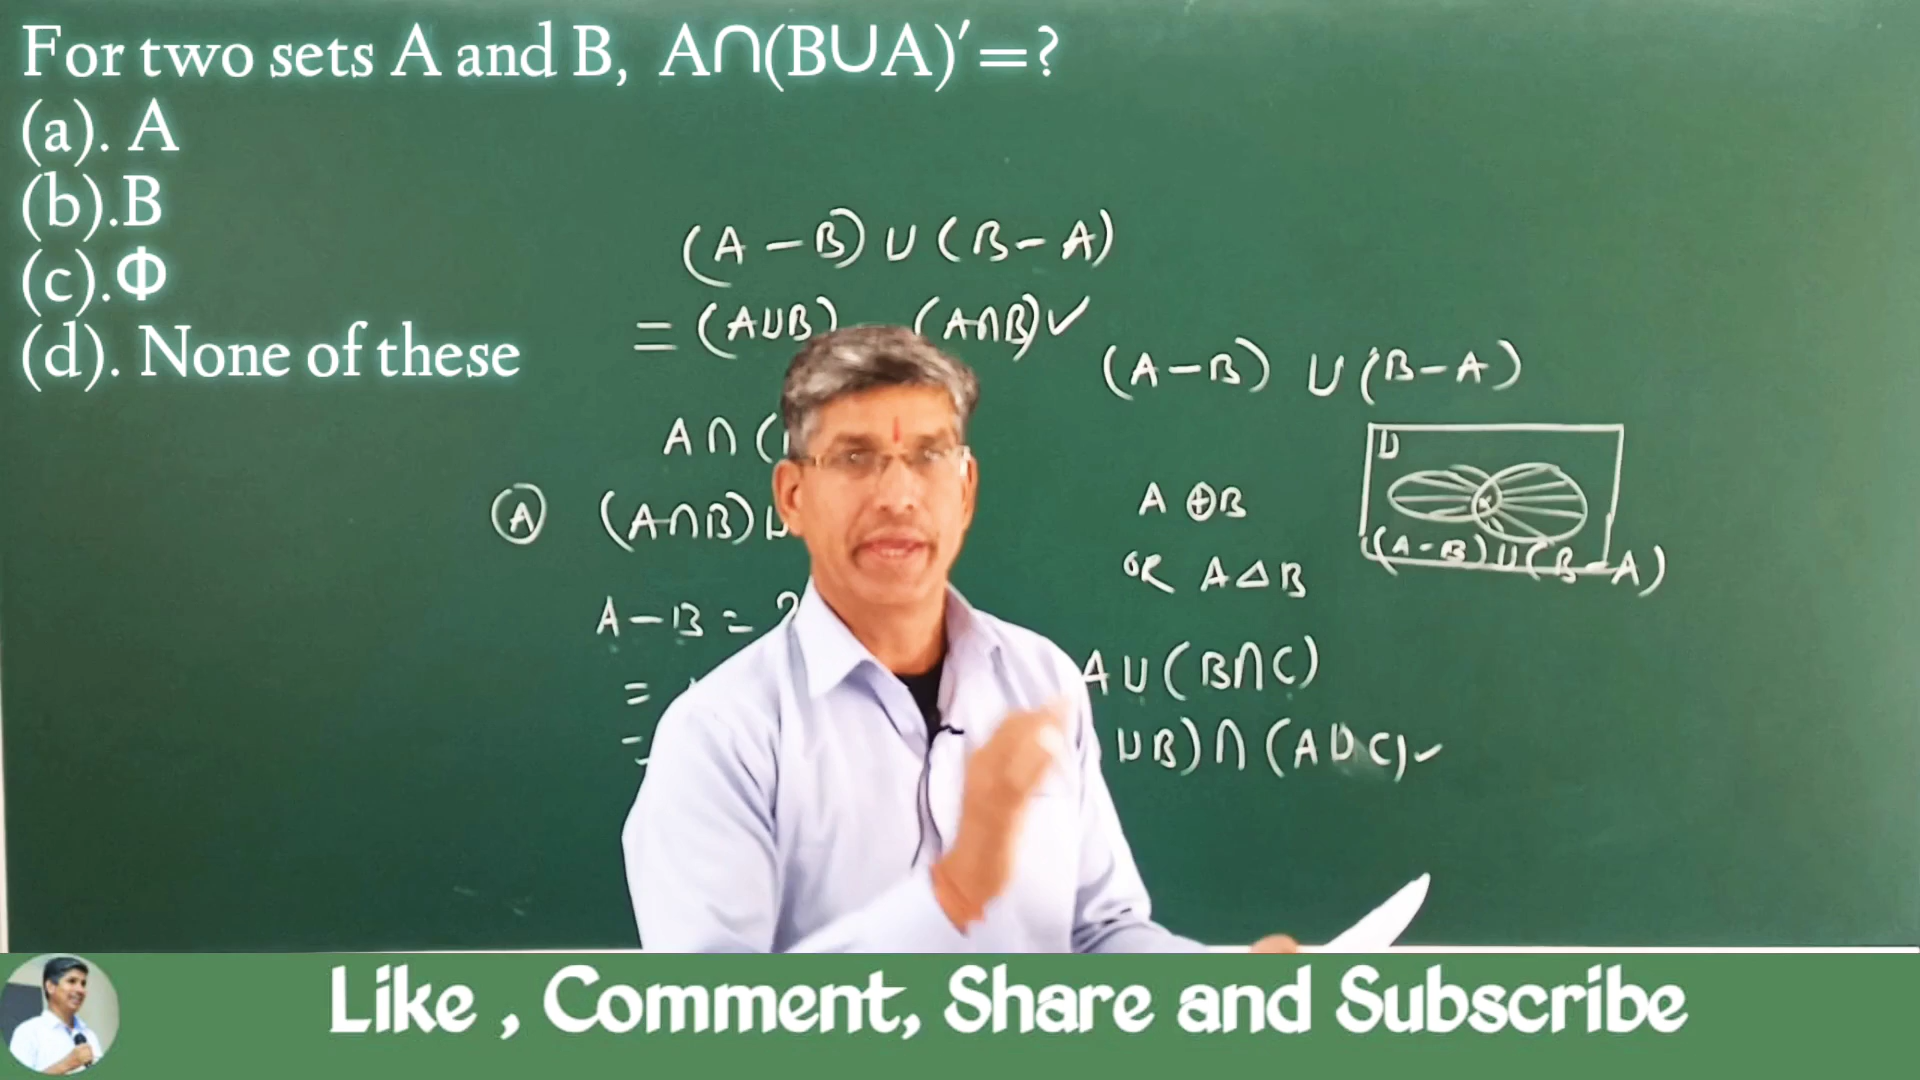 For two sets A and B, A∩(B∪A)′=?
(a). A
(b).B
(c).Φ
(d). None of these
(A-B) ∪ (B-A)
= (A∪B) (A∩B)✓
A∩(
Ⓐ (A∩B)∪
A-B = ?
=
=
(A-B) ∪ (B-A)
U
A ⊕B
(A-B)∪(B-A)
OR A△B
A∪(B∩C)
∪B)∩(A∪C)✓
Like , Comment, Share and Subscribe